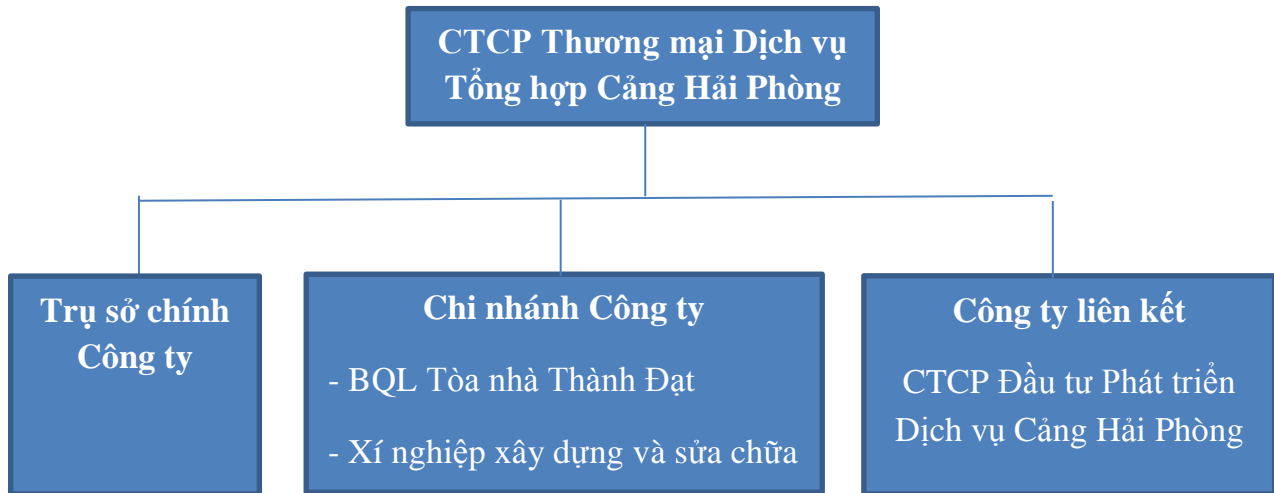 CTCP Thương mại Dịch vụ
Tổng hợp Cảng Hải Phòng
Trụ sở chính
Công ty
Chi nhánh Công ty
- BQL Tòa nhà Thành Đạt
- Xí nghiệp xây dựng và sửa chữa
Công ty liên kết
CTCP Đầu tư Phát triển
Dịch vụ Cảng Hải Phòng